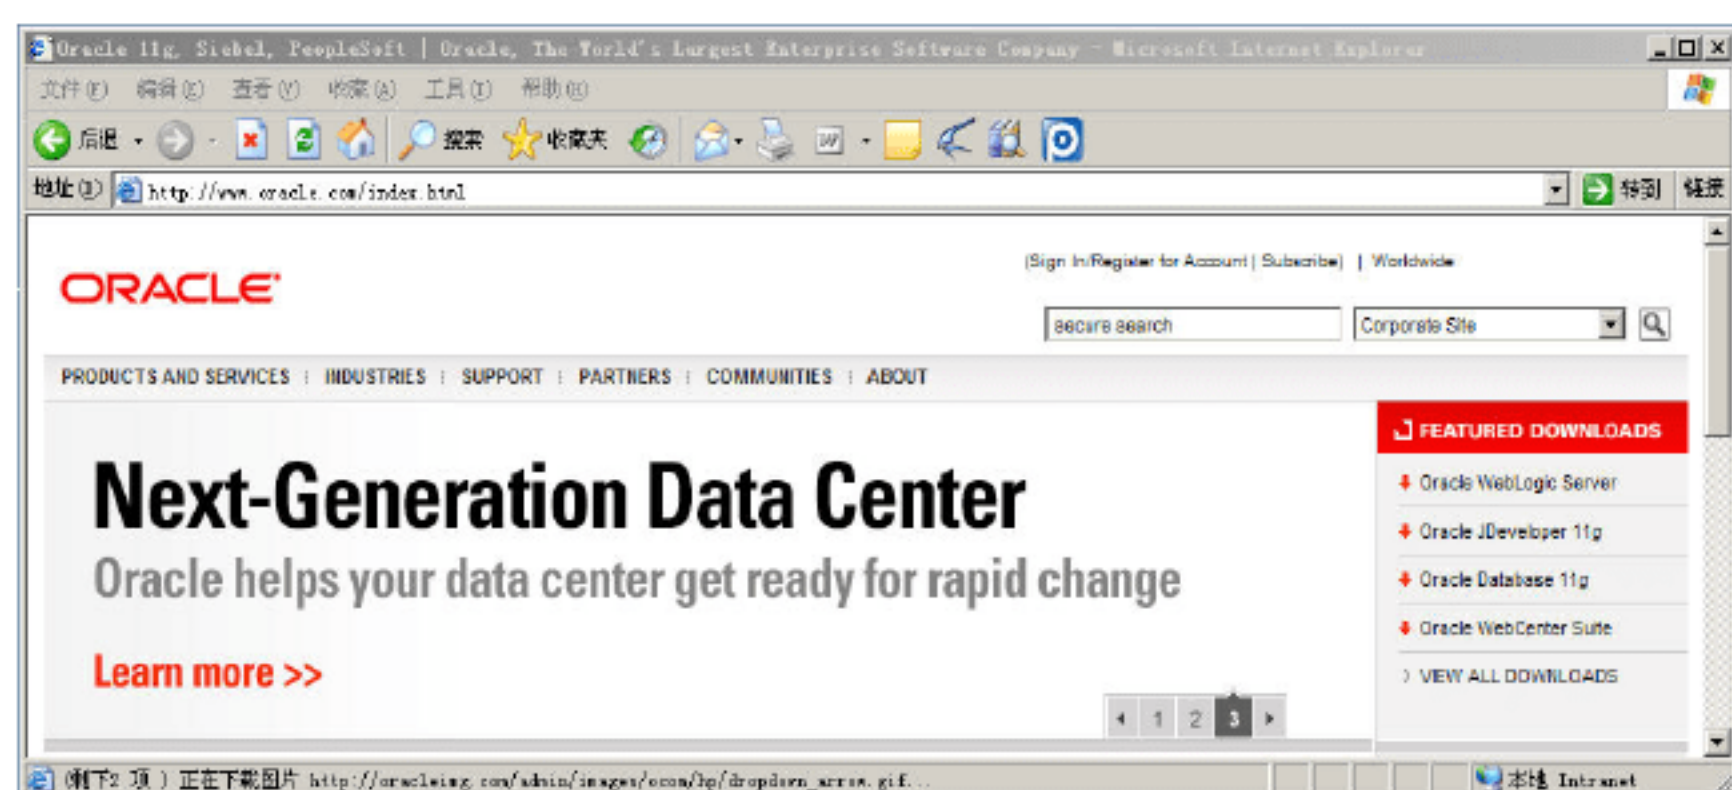 Oracle 11g, Siebel, PeopleSoft | Oracle, The World's Largest Enterprise Software Company - Microsoft Internet Explorer
文件(F) 编辑(E) 查看(V) 收藏(A) 工具(T) 帮助(H)
后退 搜索 收藏夹
地址(D) http://www.oracle.com/index.html 转到 链接
(Sign In/Register for Account | Subscribe) | Worldwide
ORACLE
secure search Corporate Site
PRODUCTS AND SERVICES INDUSTRIES SUPPORT PARTNERS COMMUNITIES ABOUT
FEATURED DOWNLOADS
Next-Generation Data Center
Oracle helps your data center get ready for rapid change
Learn more >>
1 2 3
Oracle WebLogic Server
Oracle JDeveloper 11g
Oracle Database 11g
Oracle WebCenter Suite
VIEW ALL DOWNLOADS
(剩下2 项 ) 正在下载图片 http://oracleimg.com/admin/images/ocom/hp/dropdown_arrow.gif... 本地 Intranet